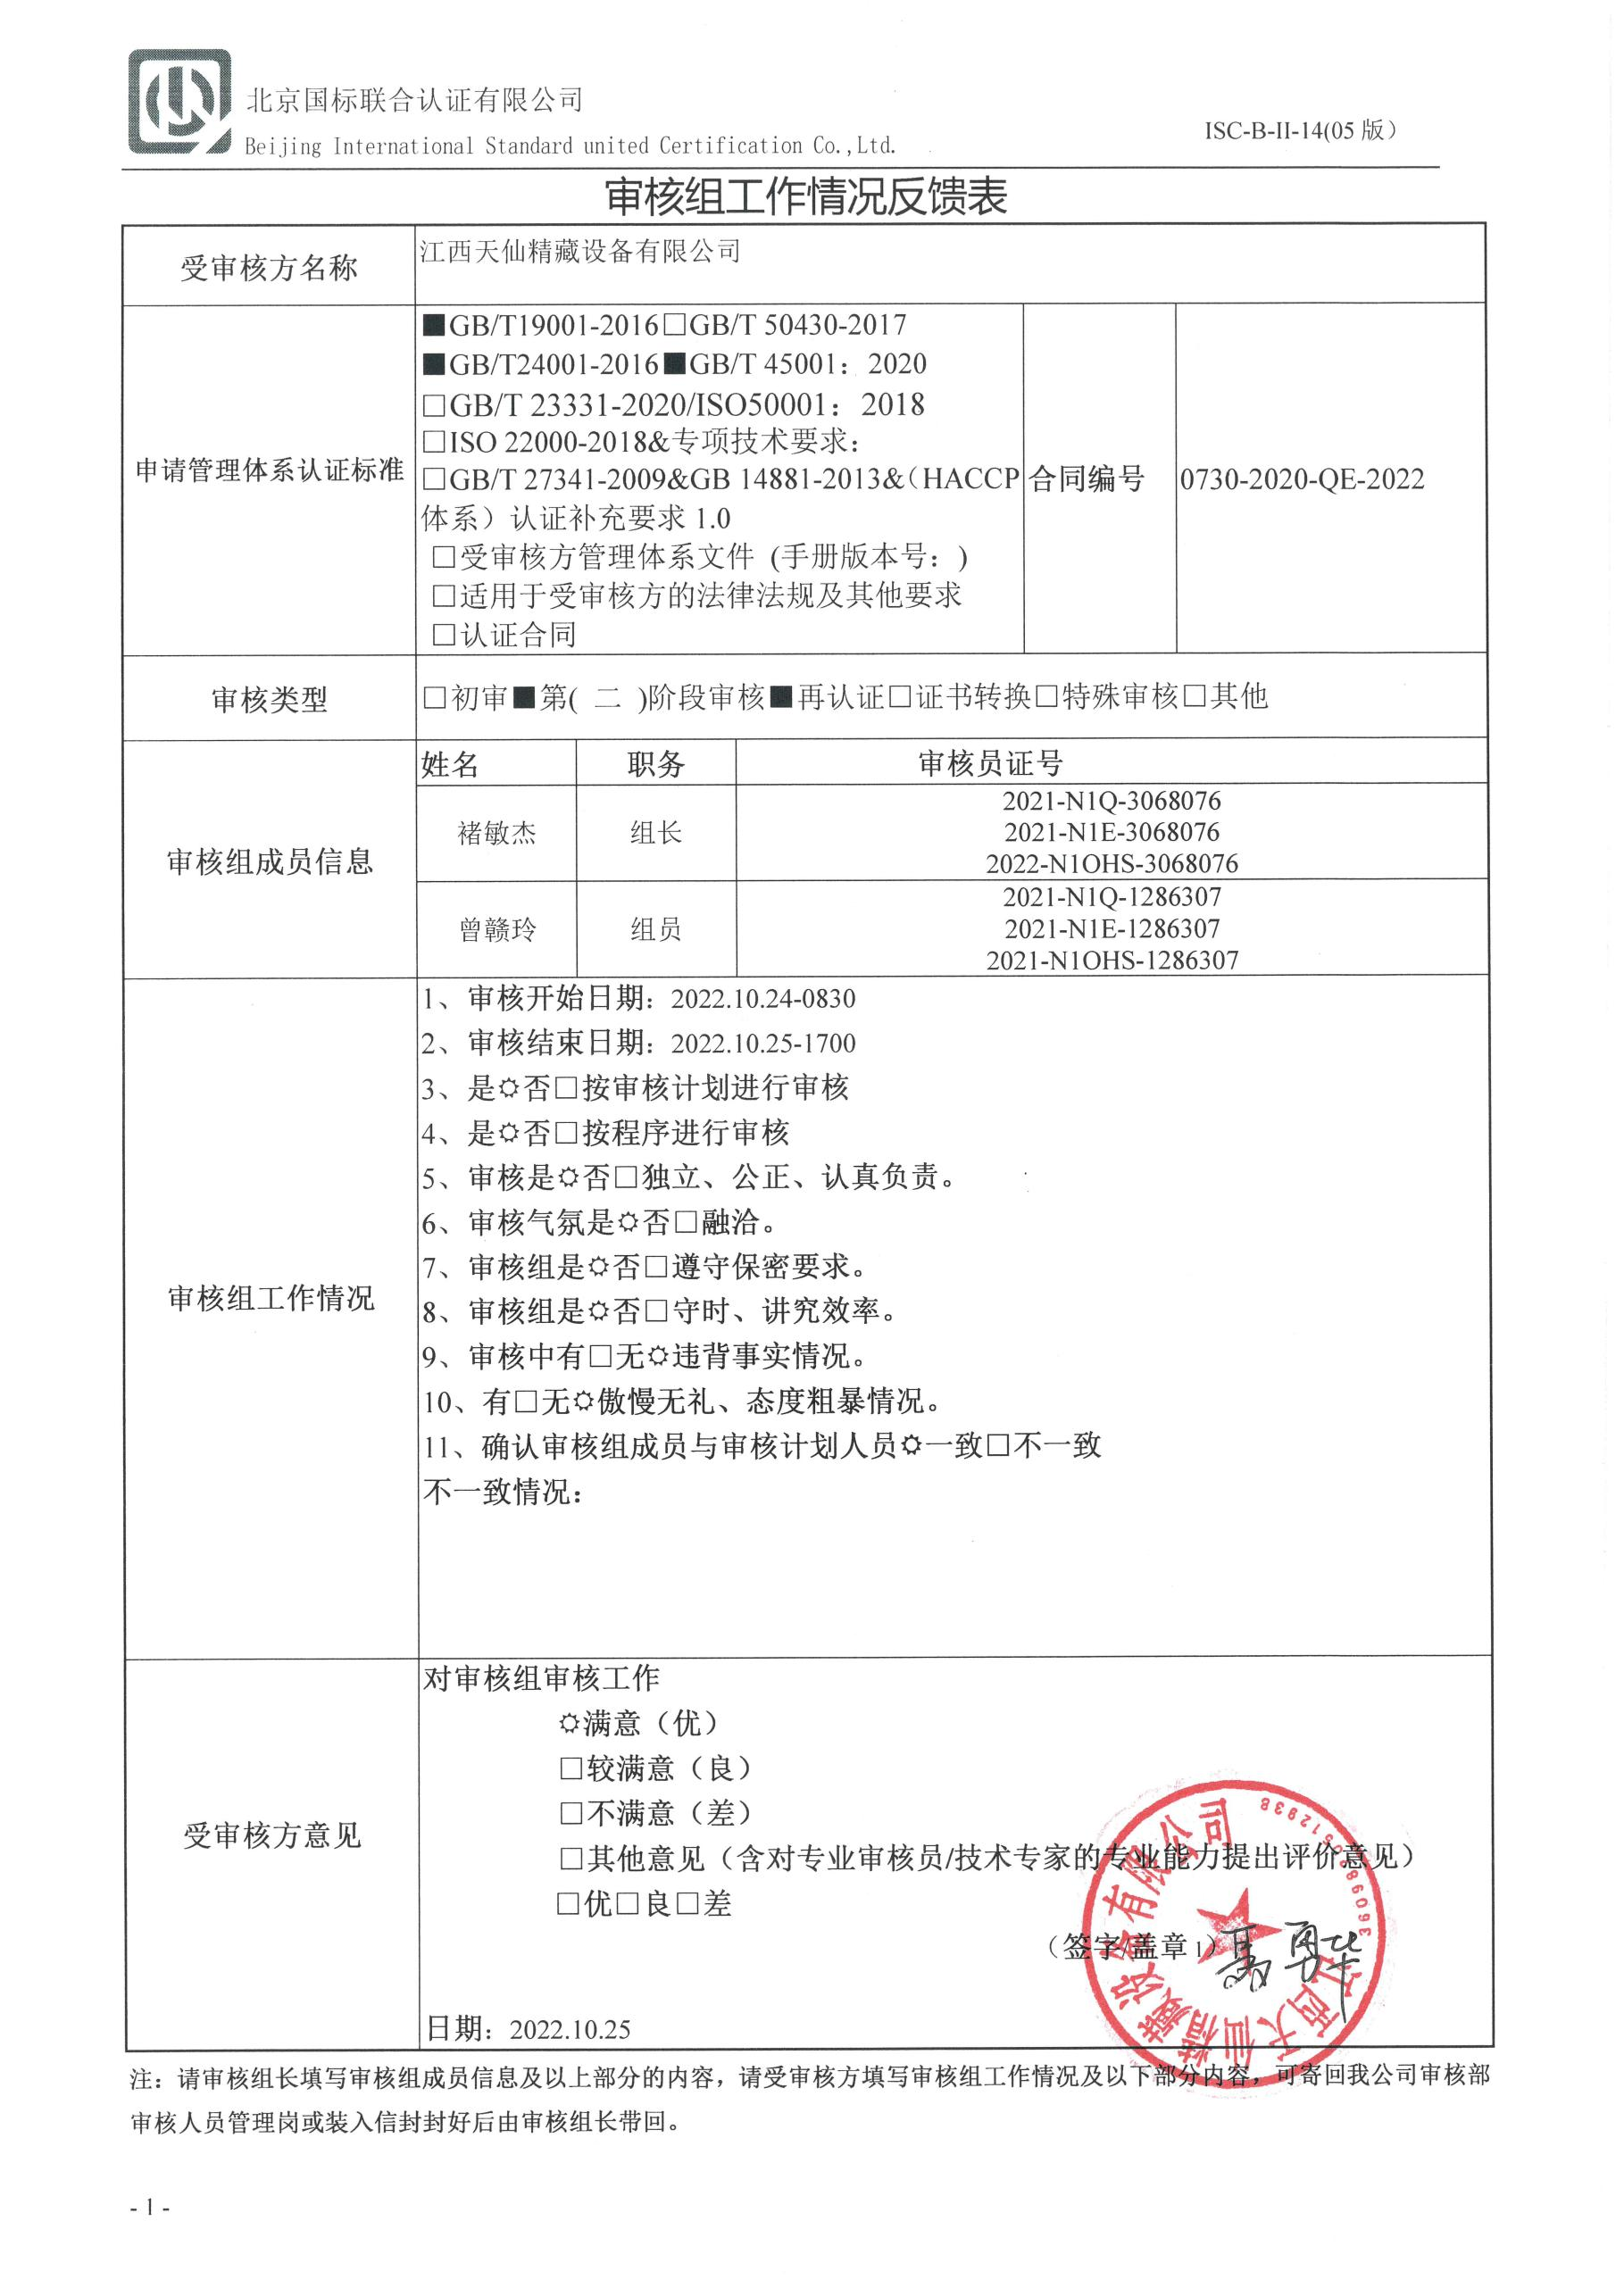 北京国标联合认证有限公司
Beijing International Standard united Certification Co.,Ltd.
ISC-B-II-14(05 版）
审核组工作情况反馈表
受审核方名称
江西天仙精藏设备有限公司
申请管理体系认证标准
■GB/T19001-2016□GB/T 50430-2017
■GB/T24001-2016■GB/T 45001：2020
□GB/T 23331-2020/ISO50001：2018
□ISO 22000-2018&专项技术要求：
□GB/T 27341-2009&GB 14881-2013&（HACCP
体系）认证补充要求 1.0
□受审核方管理体系文件 (手册版本号：)
□适用于受审核方的法律法规及其他要求
□认证合同
合同编号
0730-2020-QE-2022
审核类型
□初审■第( 二 )阶段审核■再认证□证书转换□特殊审核□其他
审核组成员信息
姓名 职务 审核员证号
褚敏杰 组长
2021-N1Q-3068076
2021-N1E-3068076
2022-N1OHS-3068076
曾赣玲 组员
2021-N1Q-1286307
2021-N1E-1286307
2021-N1OHS-1286307
审核组工作情况
1、审核开始日期：2022.10.24-0830
2、审核结束日期：2022.10.25-1700
3、是☼否□按审核计划进行审核
4、是☼否□按程序进行审核
5、审核是☼否□独立、公正、认真负责。
6、审核气氛是☼否□融洽。
7、审核组是☼否□遵守保密要求。
8、审核组是☼否□守时、讲究效率。
9、审核中有□无☼违背事实情况。
10、有□无☼傲慢无礼、态度粗暴情况。
11、确认审核组成员与审核计划人员☼一致□不一致
不一致情况：
受审核方意见
对审核组审核工作
☼满意（优）
□较满意（良）
□不满意（差）
□其他意见（含对专业审核员/技术专家的专业能力提出评价意见）
□优□良□差
（签字/盖章1）
江西天仙精藏设备有限公司
日期：2022.10.25
注：请审核组长填写审核组成员信息及以上部分的内容，请受审核方填写审核组工作情况及以下部分内容，可寄回我公司审核部
审核人员管理岗或装入信封封好后由审核组长带回。
- 1 -